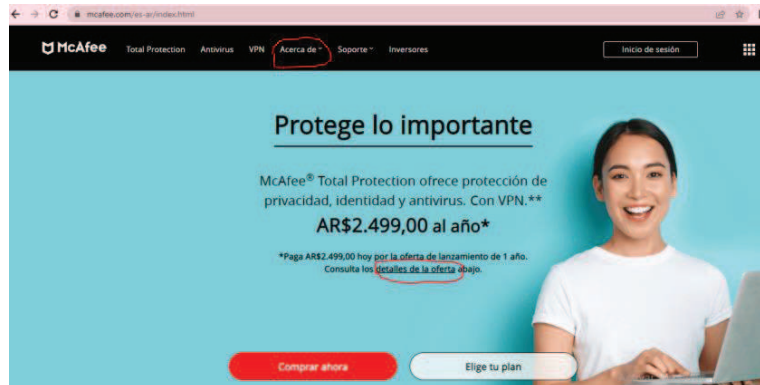 mcafee.com/es-ar/index.html
McAfee Total Protection Antivirus VPN Acerca de Soporte Inversores Inicio de sesión
Protege lo importante
McAfee® Total Protection ofrece protección de
privacidad, identidad y antivirus. Con VPN.**
AR$2.499,00 al año*
*Paga AR$2.499,00 hoy por la oferta de lanzamiento de 1 año.
Consulta los detalles de la oferta abajo.
Comprar ahora Elige tu plan